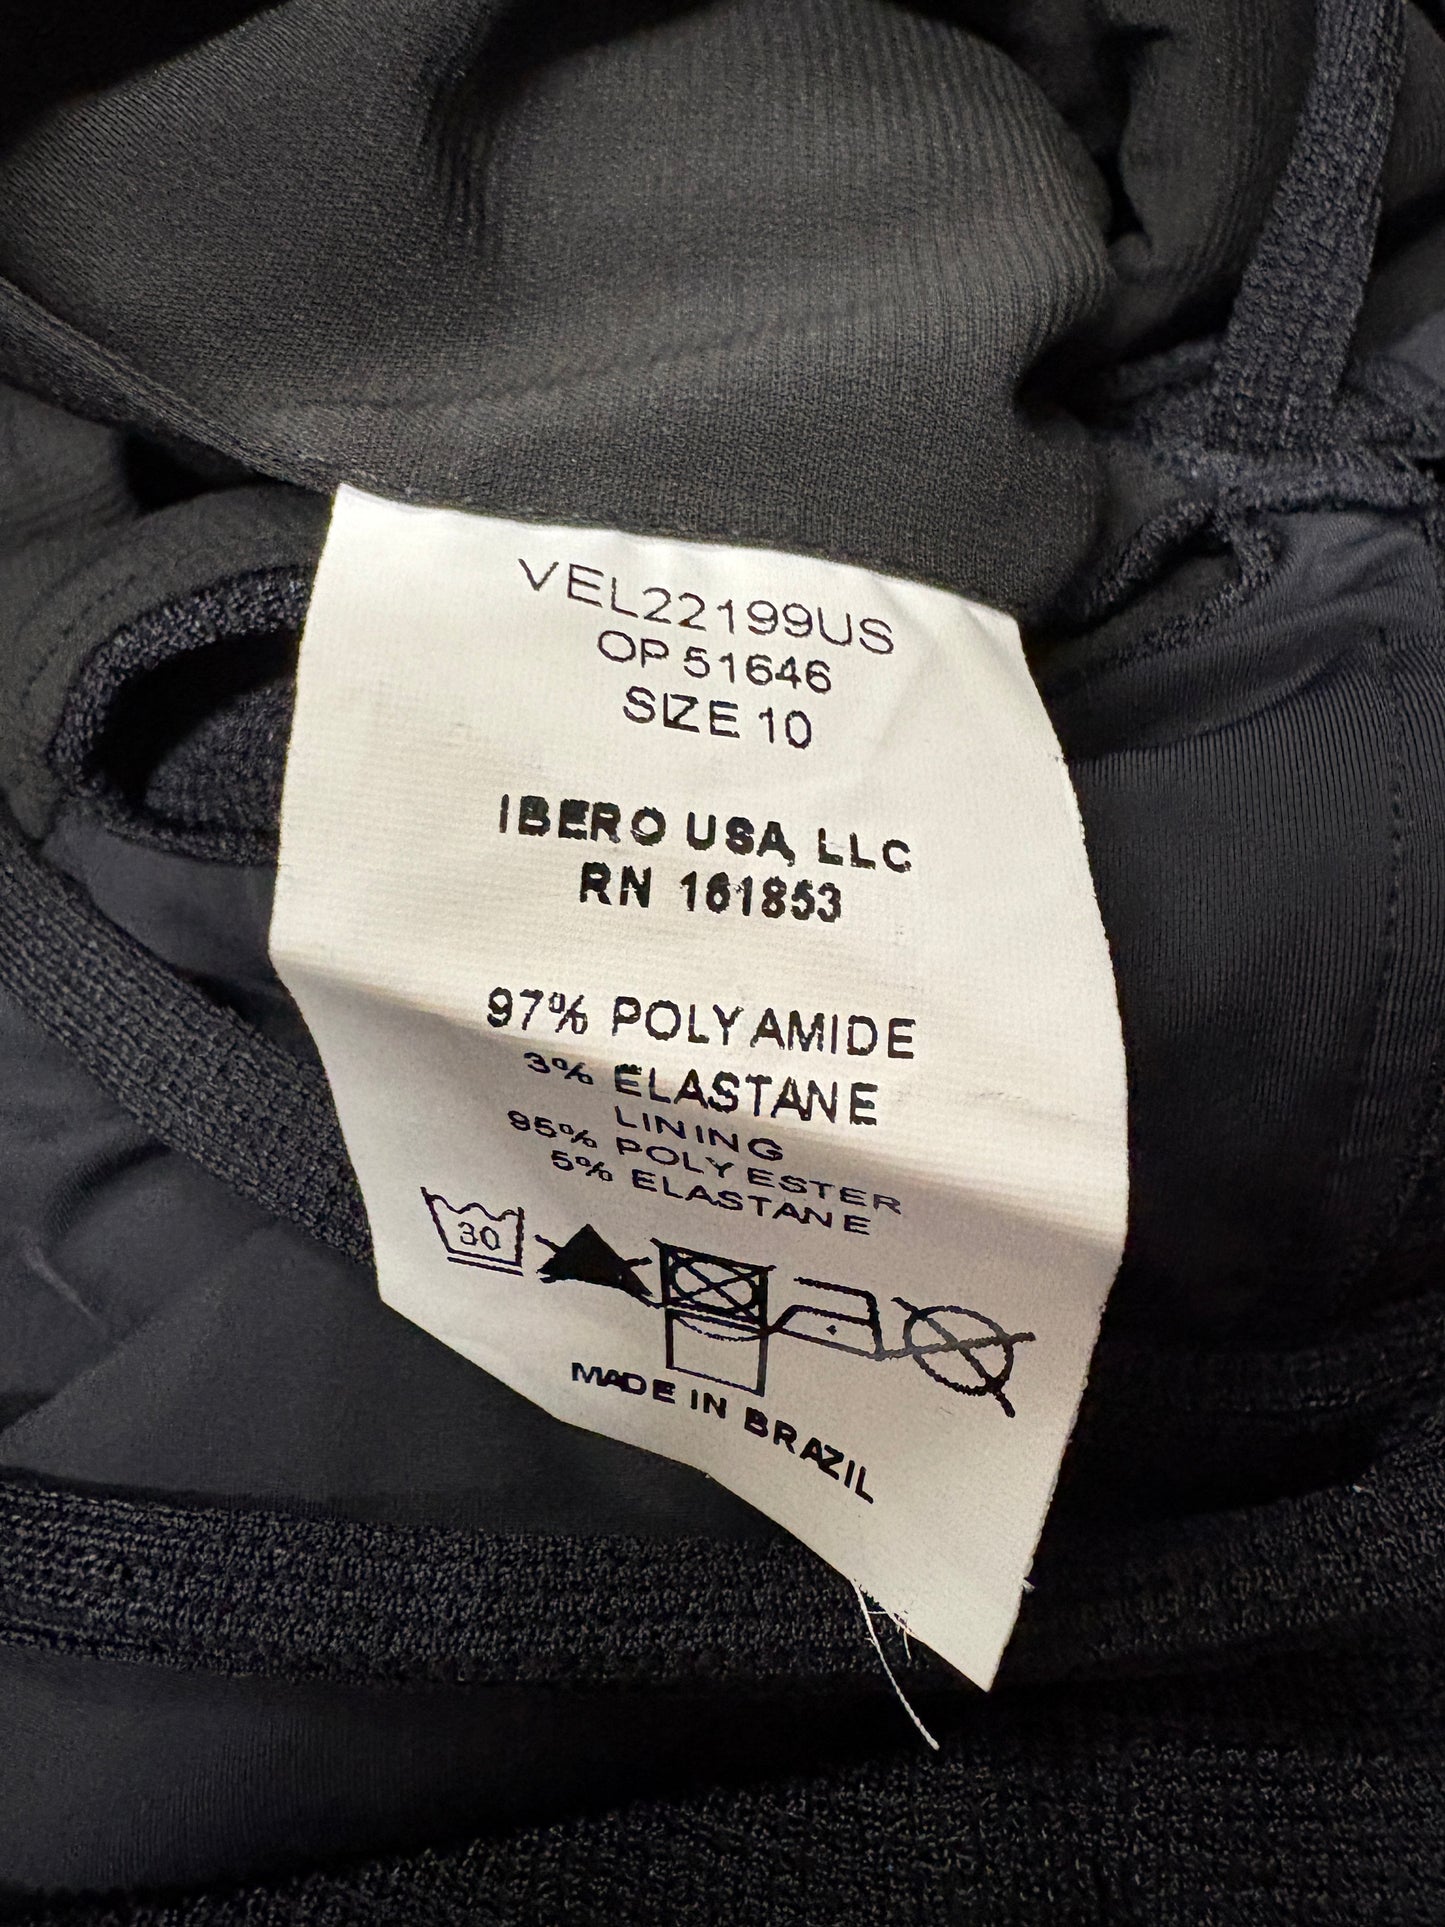 VEL22199US
OP 51646
SIZE 10
IBERO USA, LLC
RN 161853
97% POLYAMIDE
3% ELASTANE
LINING
95% POLYESTER
5% ELASTANE
30
MADE IN BRAZIL